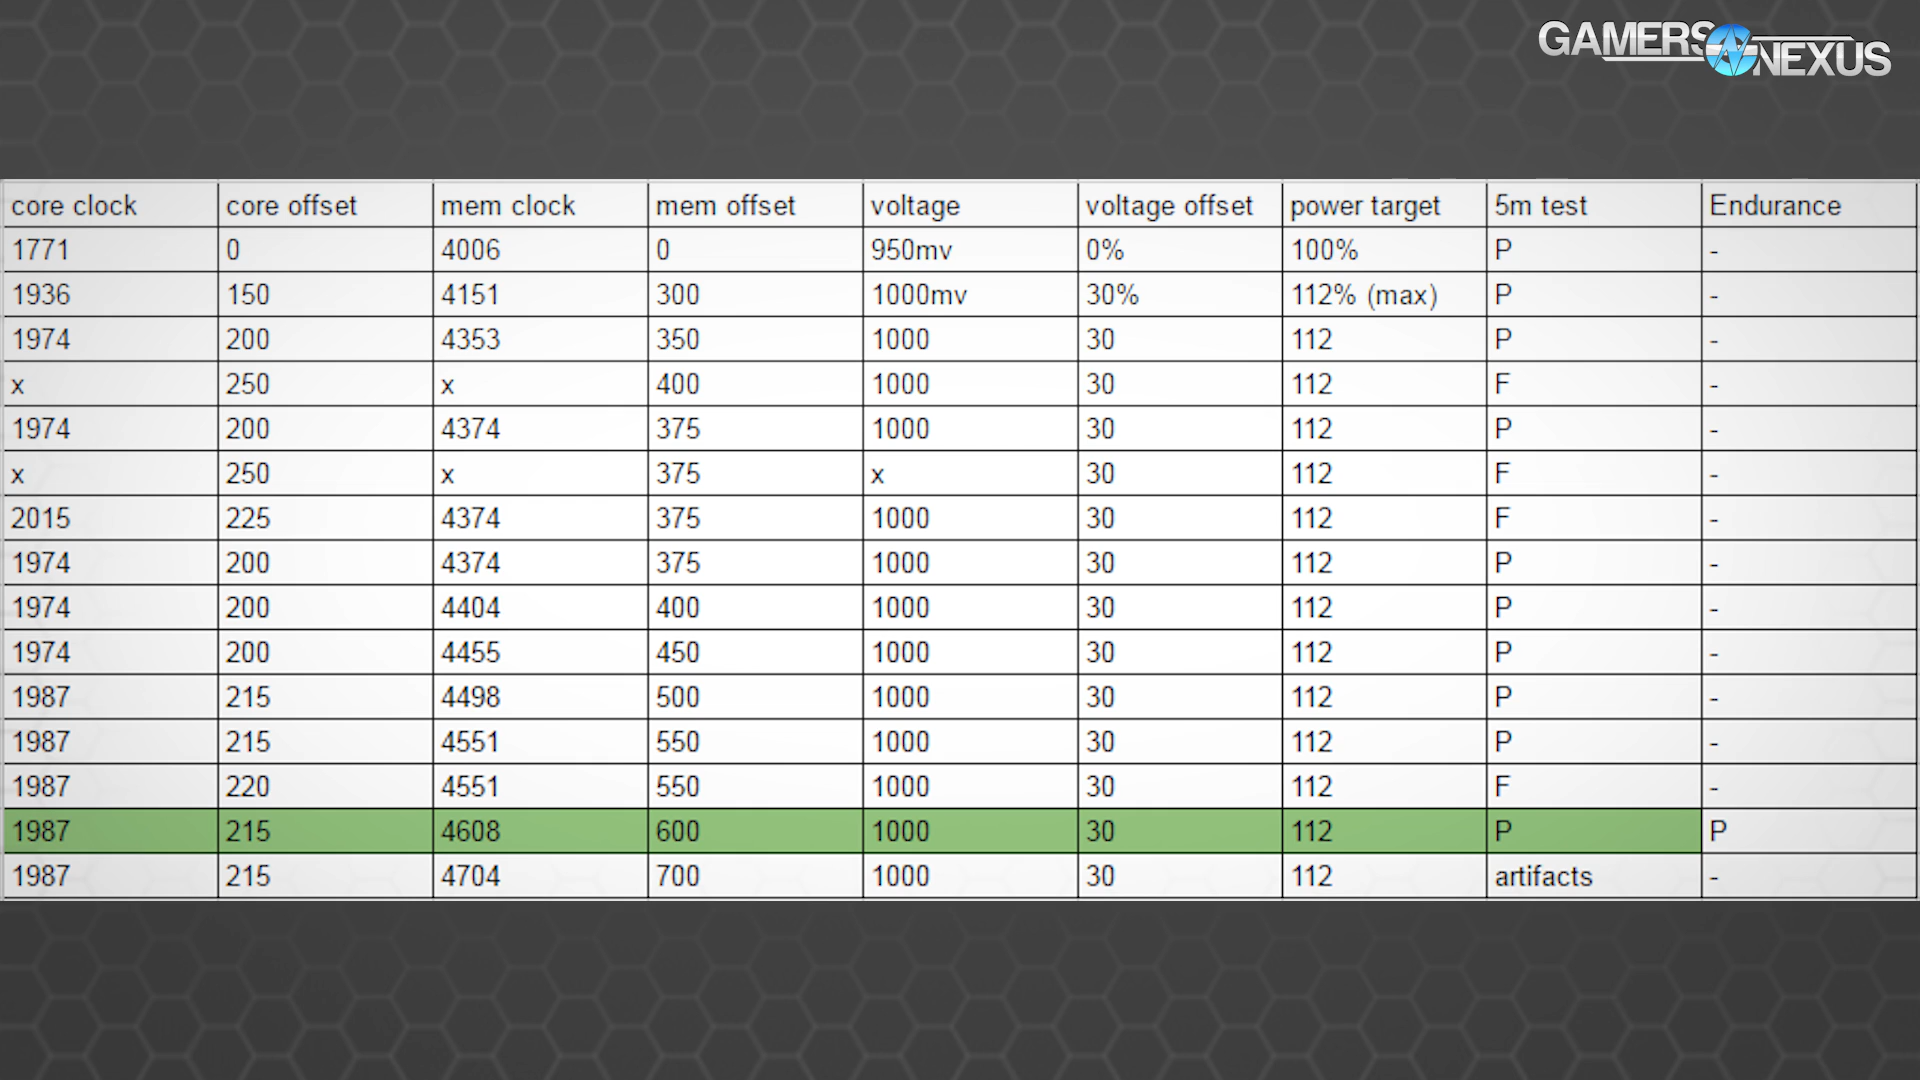 GAMERS NEXUS
core clock core offset mem clock mem offset voltage voltage offset power target 5m test Endurance
1771 0 4006 0 950mv 0% 100% P -
1936 150 4151 300 1000mv 30% 112% (max) P -
1974 200 4353 350 1000 30 112 P -
x 250 x 400 1000 30 112 F -
1974 200 4374 375 1000 30 112 P -
x 250 x 375 x 30 112 F -
2015 225 4374 375 1000 30 112 F -
1974 200 4374 375 1000 30 112 P -
1974 200 4404 400 1000 30 112 P -
1974 200 4455 450 1000 30 112 P -
1987 215 4498 500 1000 30 112 P -
1987 215 4551 550 1000 30 112 P -
1987 220 4551 550 1000 30 112 F -
1987 215 4608 600 1000 30 112 P P
1987 215 4704 700 1000 30 112 artifacts -